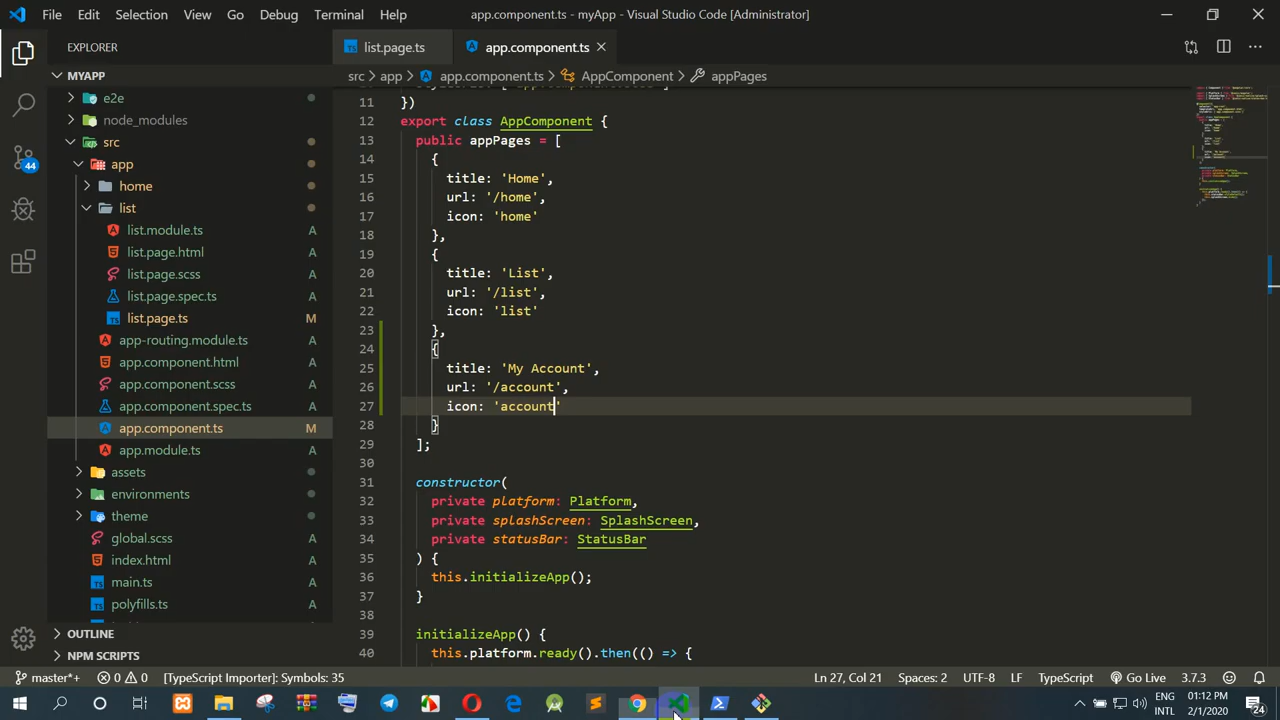 File Edit Selection View Go Debug Terminal Help
app.component.ts - myApp - Visual Studio Code [Administrator]
EXPLORER
list.page.ts
app.component.ts
MYAPP
src > app > app.component.ts > AppComponent > appPages
e2e
node_modules
src
app
home
list
list.module.ts A
list.page.html A
list.page.scss A
list.page.spec.ts A
list.page.ts M
app-routing.module.ts A
app.component.html A
app.component.scss A
app.component.spec.ts A
app.component.ts M
app.module.ts A
assets
environments
theme
global.scss A
index.html A
main.ts A
polyfills.ts A
OUTLINE
NPM SCRIPTS
44
11 })
12 export class AppComponent {
13 public appPages = [
14 {
15 title: 'Home',
16 url: '/home',
17 icon: 'home'
18 },
19 {
20 title: 'List',
21 url: '/list',
22 icon: 'list'
23 },
24 {
25 title: 'My Account',
26 url: '/account',
27 icon: 'account'
28 }
29 ];
30
31 constructor(
32 private platform: Platform,
33 private splashScreen: SplashScreen,
34 private statusBar: StatusBar
35 ) {
36 this.initializeApp();
37 }
38
39 initializeApp() {
40 this.platform.ready().then(() => {
master*+ 0 0 [TypeScript Importer]: Symbols: 35
Ln 27, Col 21 Spaces: 2 UTF-8 LF TypeScript Go Live 3.7.3
ENG
INTL
01:12 PM
2/1/2020
24